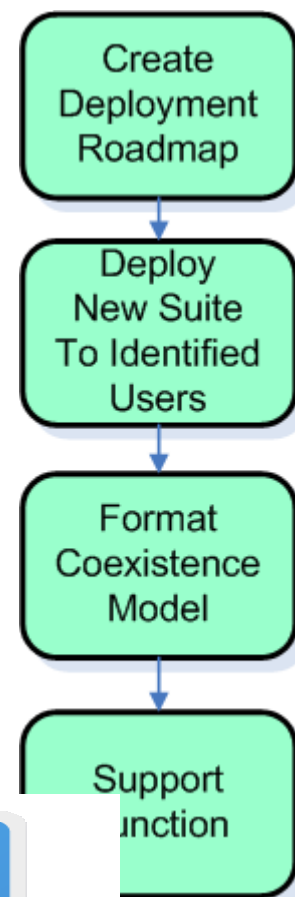 Create
Deployment
Roadmap
Deploy
New Suite
To Identified
Users
Format
Coexistence
Model
Support